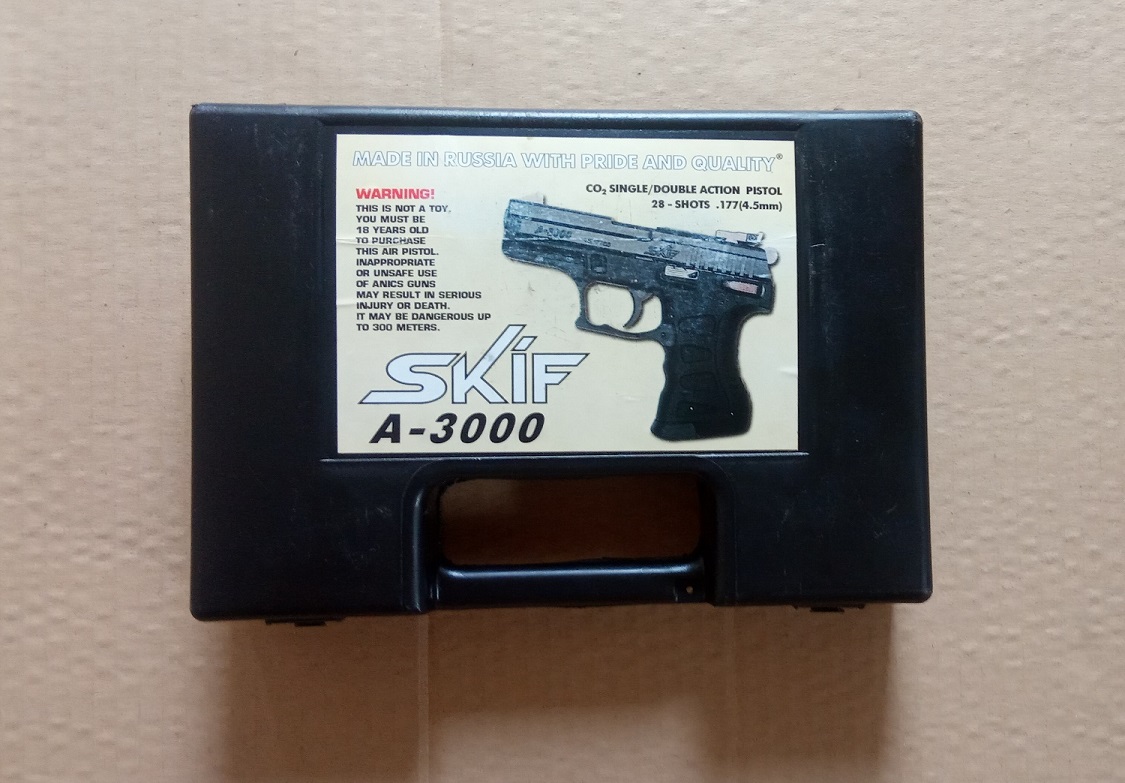 MADE IN RUSSIA WITH PRIDE AND QUALITY®
WARNING!
THIS IS NOT A TOY,
YOU MUST BE
18 YEARS OLD
TO PURCHASE
THIS AIR PISTOL.
INAPPROPRIATE
OR UNSAFE USE
OF ANICS GUNS
MAY RESULT IN SERIOUS
INJURY OR DEATH.
IT MAY BE DANGEROUS UP
TO 300 METERS.
CO₂ SINGLE/DOUBLE ACTION PISTOL
28 - SHOTS .177(4.5mm)
A-3000
SKIF
A-3000